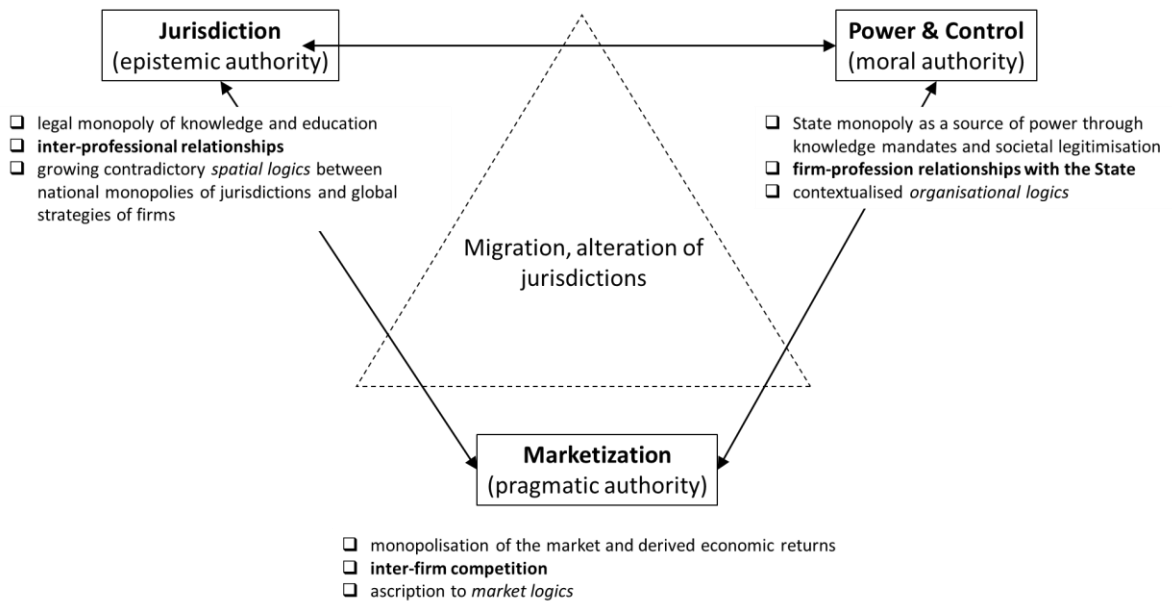 Jurisdiction
(epistemic authority)
❑ legal monopoly of knowledge and education
❑ inter-professional relationships
❑ growing contradictory spatial logics between
national monopolies of jurisdictions and global
strategies of firms
Power & Control
(moral authority)
❑ State monopoly as a source of power through
knowledge mandates and societal legitimisation
❑ firm-profession relationships with the State
❑ contextualised organisational logics
Migration, alteration of
jurisdictions
Marketization
(pragmatic authority)
❑ monopolisation of the market and derived economic returns
❑ inter-firm competition
❑ ascription to market logics